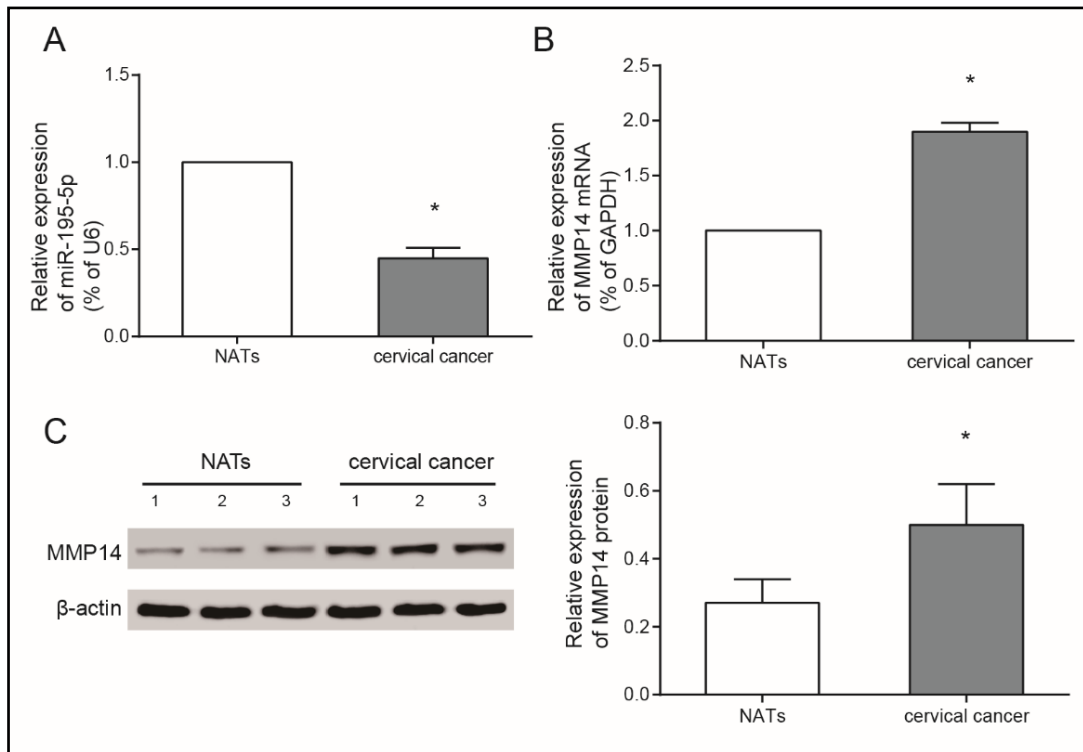 A
Relative expression
of miR-195-5p
(% of U6)
1.5
1.0
0.5
0.0
*
NATs
cervical cancer
B
Relative expression
of MMP14 mRNA
(% of GAPDH)
2.5
2.0
1.5
1.0
0.5
0.0
*
NATs
cervical cancer
C
NATs
cervical cancer
1 2 3 1 2 3
MMP14
β-actin
Relative expression
of MMP14 protein
0.8
0.6
0.4
0.2
0.0
*
NATs
cervical cancer